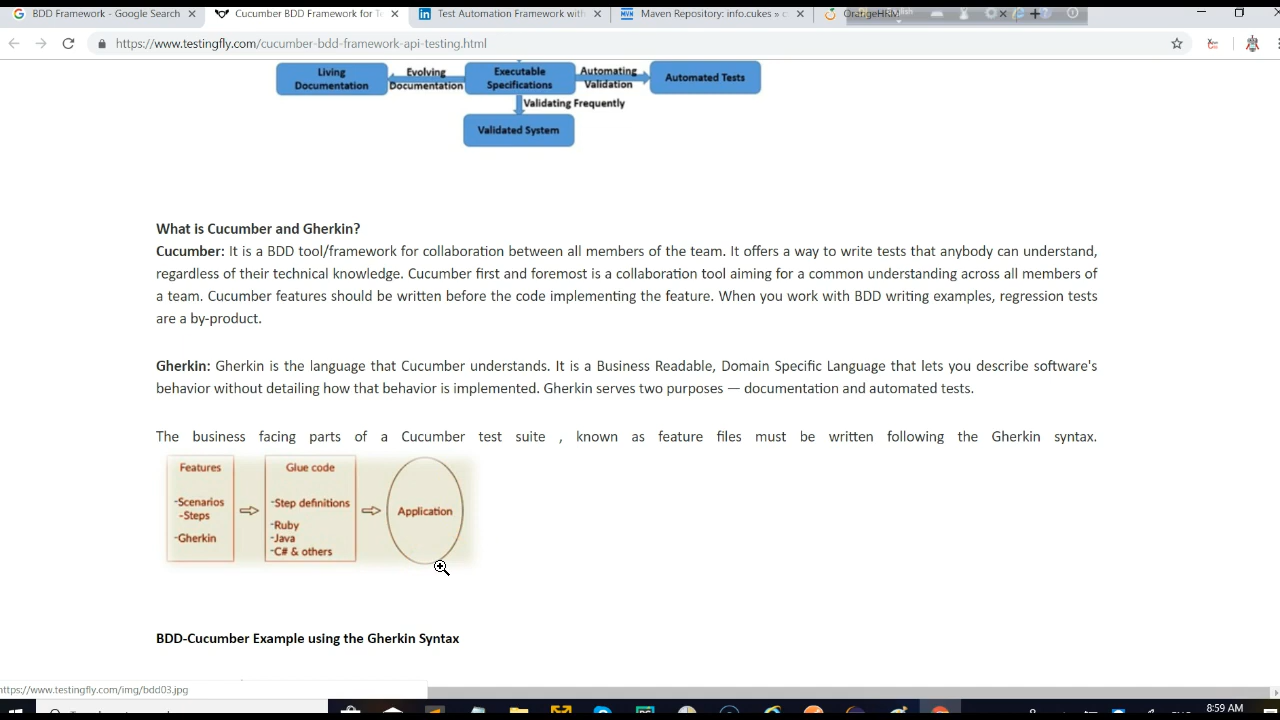 BDD Framework - Google Search
Cucumber BDD Framework for Te
Test Automation Framework with
Maven Repository: info.cukes » c
OrangeHRM
https://www.testingfly.com/cucumber-bdd-framework-api-testing.html
Living Documentation
Evolving Documentation
Executable Specifications
Automating Validation
Automated Tests
Validating Frequently
Validated System
What is Cucumber and Gherkin?
Cucumber: It is a BDD tool/framework for collaboration between all members of the team. It offers a way to write tests that anybody can understand,
regardless of their technical knowledge. Cucumber first and foremost is a collaboration tool aiming for a common understanding across all members of
a team. Cucumber features should be written before the code implementing the feature. When you work with BDD writing examples, regression tests
are a by-product.
Gherkin: Gherkin is the language that Cucumber understands. It is a Business Readable, Domain Specific Language that lets you describe software's
behavior without detailing how that behavior is implemented. Gherkin serves two purposes — documentation and automated tests.
The business facing parts of a Cucumber test suite , known as feature files must be written following the Gherkin syntax.
Features
-Scenarios
-Steps
-Gherkin
Glue code
-Step definitions
-Ruby
-Java
-C# & others
Application
BDD-Cucumber Example using the Gherkin Syntax
https://www.testingfly.com/img/bdd03.jpg
8:59 AM